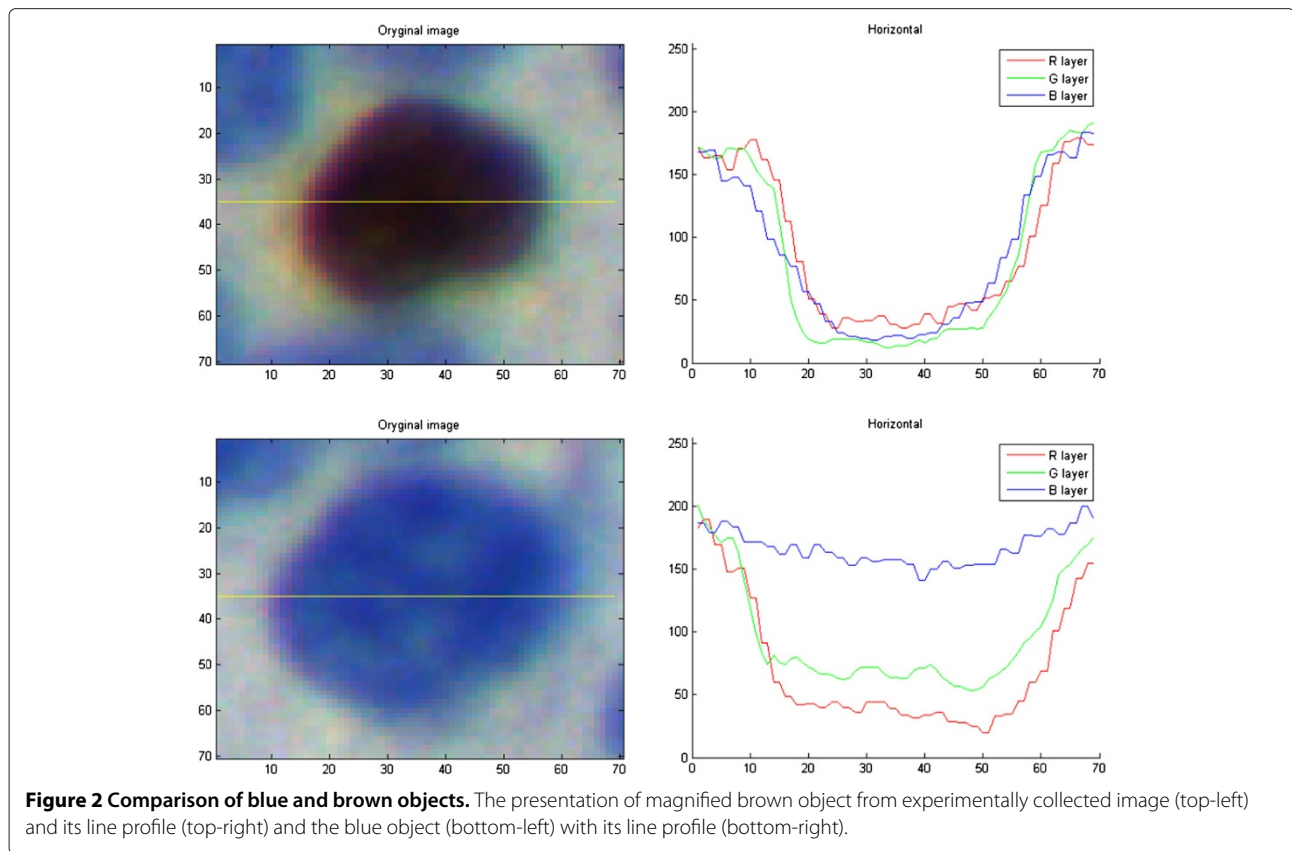 Oryginal image
10
20
30
40
50
60
70
10 20 30 40 50 60 70
Horizontal
250
200
150
100
50
0
0 10 20 30 40 50 60 70
R layer
G layer
B layer
Oryginal image
10
20
30
40
50
60
70
10 20 30 40 50 60 70
Horizontal
250
200
150
100
50
0
0 10 20 30 40 50 60 70
R layer
G layer
B layer
Figure 2 Comparison of blue and brown objects. The presentation of magnified brown object from experimentally collected image (top-left)
and its line profile (top-right) and the blue object (bottom-left) with its line profile (bottom-right).